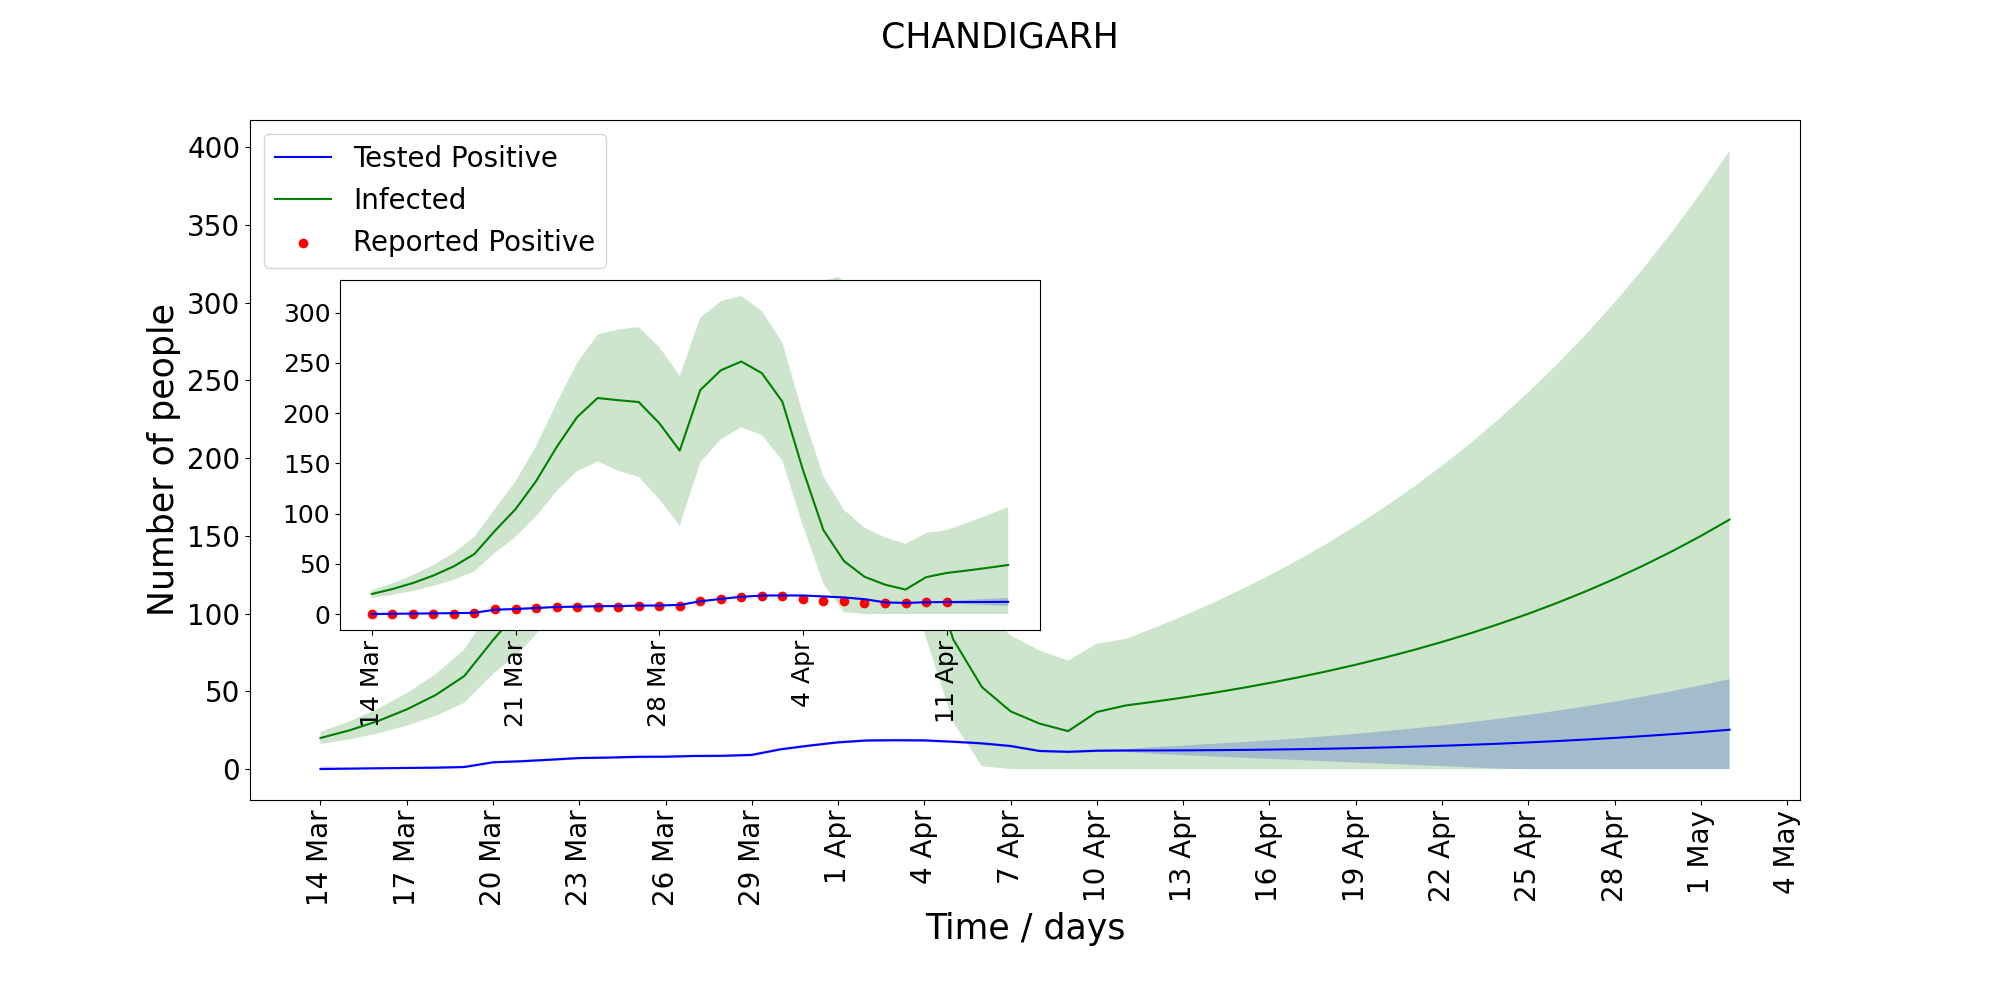 CHANDIGARH
Tested Positive
Infected
Reported Positive
Number of people
400
350
300
250
200
150
100
50
0
300
250
200
150
100
50
0
14 Mar
21 Mar
28 Mar
4 Apr
11 Apr
14 Mar
17 Mar
20 Mar
23 Mar
26 Mar
29 Mar
1 Apr
4 Apr
7 Apr
10 Apr
13 Apr
16 Apr
19 Apr
22 Apr
25 Apr
28 Apr
1 May
4 May
Time / days